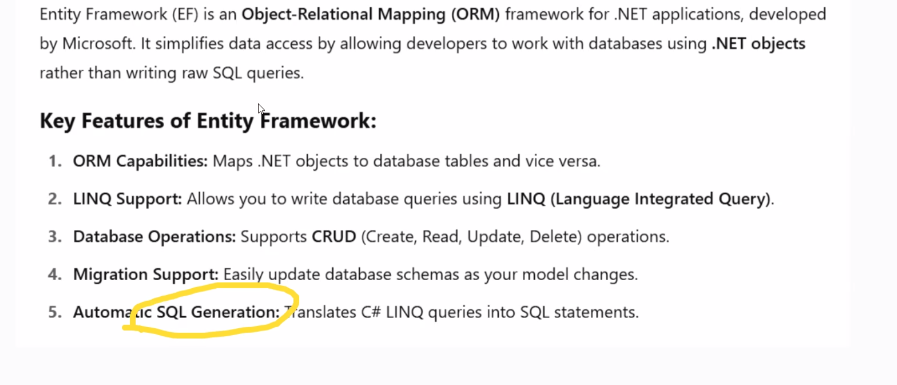 Entity Framework (EF) is an Object-Relational Mapping (ORM) framework for .NET applications, developed
by Microsoft. It simplifies data access by allowing developers to work with databases using .NET objects
rather than writing raw SQL queries.
Key Features of Entity Framework:
1. ORM Capabilities: Maps .NET objects to database tables and vice versa.
2. LINQ Support: Allows you to write database queries using LINQ (Language Integrated Query).
3. Database Operations: Supports CRUD (Create, Read, Update, Delete) operations.
4. Migration Support: Easily update database schemas as your model changes.
5. Automatic SQL Generation: Translates C# LINQ queries into SQL statements.